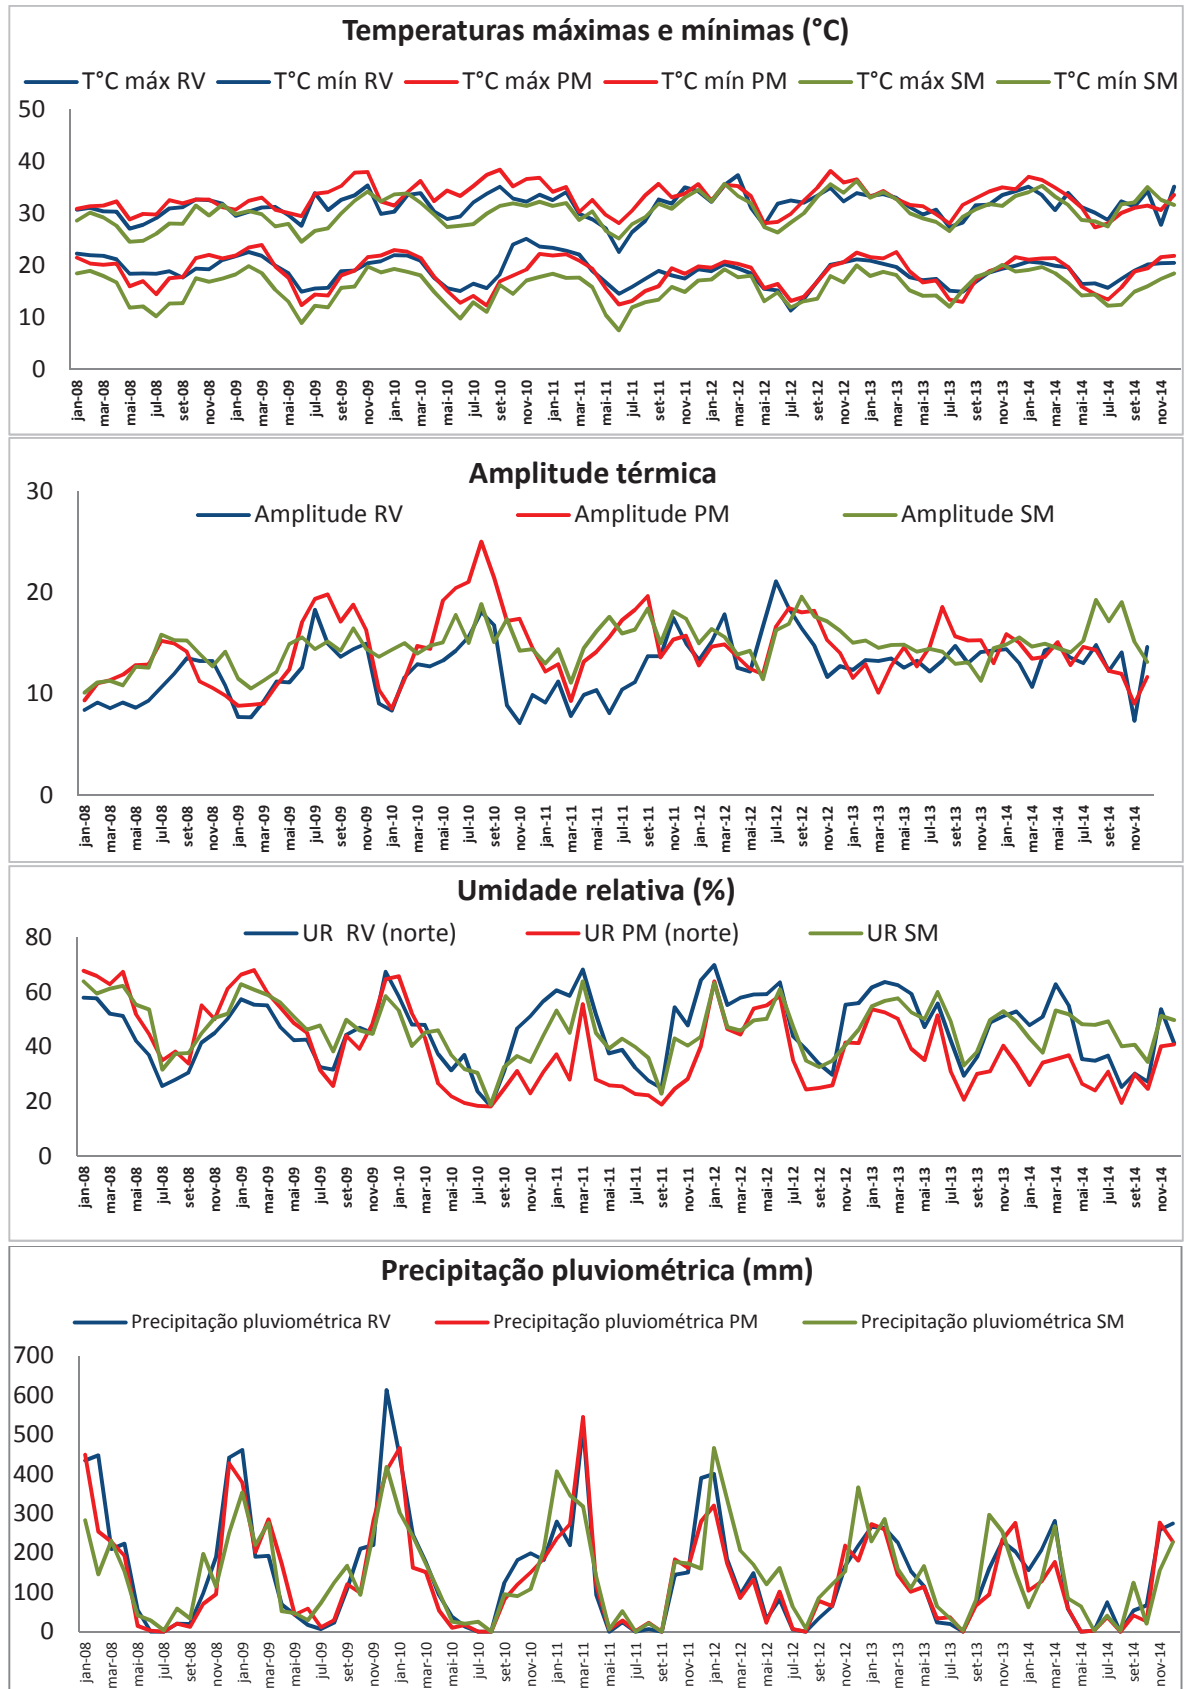 Temperaturas máximas e mínimas (°C)
T°C máx RV T°C mín RV T°C máx PM T°C mín PM T°C máx SM T°C mín SM
50
40
30
20
10
0
jan-08 mar-08 mai-08 jul-08 set-08 nov-08 jan-09 mar-09 mai-09 jul-09 set-09 nov-09 jan-10 mar-10 mai-10 jul-10 set-10 nov-10 jan-11 mar-11 mai-11 jul-11 set-11 nov-11 jan-12 mar-12 mai-12 jul-12 set-12 nov-12 jan-13 mar-13 mai-13 jul-13 set-13 nov-13 jan-14 mar-14 mai-14 jul-14 set-14 nov-14
Amplitude térmica
30
Amplitude RV Amplitude PM Amplitude SM
20
10
0
jan-08 mar-08 mai-08 jul-08 set-08 nov-08 jan-09 mar-09 mai-09 jul-09 set-09 nov-09 jan-10 mar-10 mai-10 jul-10 set-10 nov-10 jan-11 mar-11 mai-11 jul-11 set-11 nov-11 jan-12 mar-12 mai-12 jul-12 set-12 nov-12 jan-13 mar-13 mai-13 jul-13 set-13 nov-13 jan-14 mar-14 mai-14 jul-14 set-14 nov-14
Umidade relativa (%)
80
UR RV (norte) UR PM (norte) UR SM
60
40
20
0
jan-08 mar-08 mai-08 jul-08 set-08 nov-08 jan-09 mar-09 mai-09 jul-09 set-09 nov-09 jan-10 mar-10 mai-10 jul-10 set-10 nov-10 jan-11 mar-11 mai-11 jul-11 set-11 nov-11 jan-12 mar-12 mai-12 jul-12 set-12 nov-12 jan-13 mar-13 mai-13 jul-13 set-13 nov-13 jan-14 mar-14 mai-14 jul-14 set-14 nov-14
Precipitação pluviométrica (mm)
Precipitação pluviométrica RV Precipitação pluviométrica PM Precipitação pluviométrica SM
700
600
500
400
300
200
100
0
jan-08 mar-08 mai-08 jul-08 set-08 nov-08 jan-09 mar-09 mai-09 jul-09 set-09 nov-09 jan-10 mar-10 mai-10 jul-10 set-10 nov-10 jan-11 mar-11 mai-11 jul-11 set-11 nov-11 jan-12 mar-12 mai-12 jul-12 set-12 nov-12 jan-13 mar-13 mai-13 jul-13 set-13 nov-13 jan-14 mar-14 mai-14 jul-14 set-14 nov-14